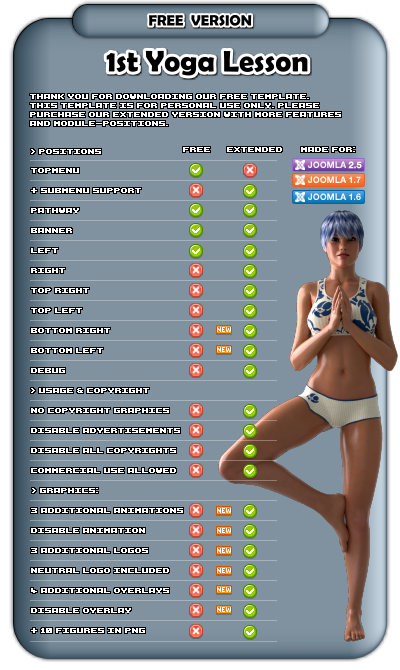 FREE VERSION
1st Yoga Lesson
THANK YOU FOR DOWNLOADING OUR FREE TEMPLATE.
THIS TEMPLATE IS FOR PERSONAL USE ONLY. PLEASE
PURCHASE OUR EXTENDED VERSION WITH MORE FEATURES
AND MODULE-POSITIONS.
> POSITIONS FREE EXTENDED MADE FOR:
TOPMENU JOOMLA 2.5
JOOMLA 1.7
+ SUBMENU SUPPORT JOOMLA 1.6
PATHWAY
BANNER
LEFT
RIGHT
TOP RIGHT
TOP LEFT
BOTTOM RIGHT NEW
BOTTOM LEFT NEW
DEBUG
> USAGE & COPYRIGHT
NO COPYRIGHT GRAPHICS
DISABLE ADVERTISEMENTS
DISABLE ALL COPYRIGHTS
COMMERCIAL USE ALLOWED
> GRAPHICS:
3 ADDITIONAL ANIMATIONS NEW
DISABLE ANIMATION NEW
3 ADDITIONAL LOGOS NEW
NEUTRAL LOGO INCLUDED NEW
4 ADDITIONAL OVERLAYS NEW
DISABLE OVERLAY NEW
+ 10 FIGURES IN PNG